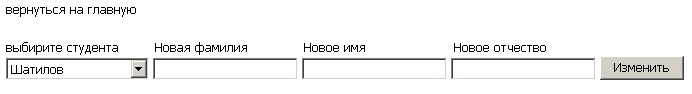 вернуться на главную
выбирите студента Новая фамилия Новое имя Новое отчество
Шатилов Изменить